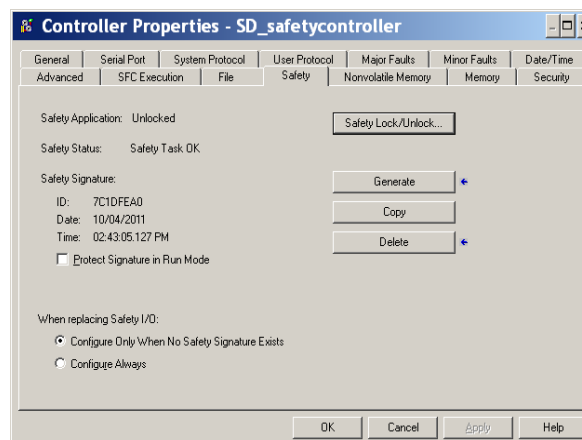 Controller Properties - SD_safetycontroller
General Serial Port System Protocol User Protocol Major Faults Minor Faults Date/Time
Advanced SFC Execution File Safety Nonvolatile Memory Memory Security
Safety Application: Unlocked Safety Lock/Unlock...
Safety Status: Safety Task OK
Safety Signature: Generate
ID: 7C1DFEA0
Copy
Date: 10/04/2011
Time: 02:43:05.127 PM Delete
Protect Signature in Run Mode
When replacing Safety I/O:
Configure Only When No Safety Signature Exists
Configure Always
OK Cancel Apply Help